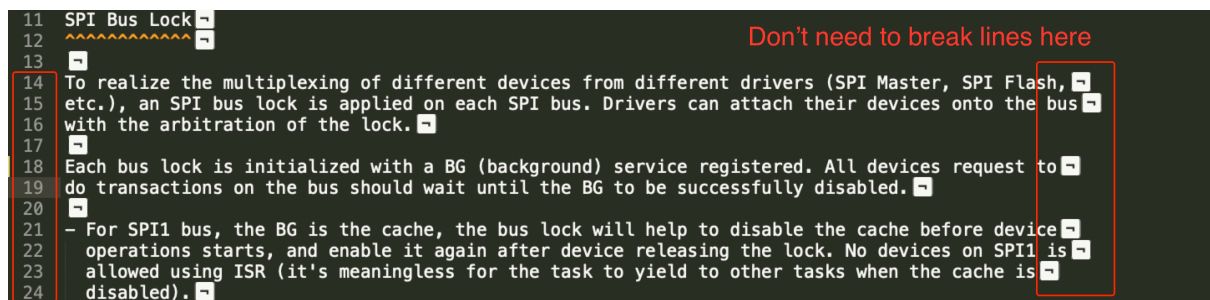 11 SPI Bus Lock¬
12 ^^^^^^^^^^^^¬
Don't need to break lines here
13 ¬
14 To realize the multiplexing of different devices from different drivers (SPI Master, SPI Flash,¬
15 etc.), an SPI bus lock is applied on each SPI bus. Drivers can attach their devices onto the bus¬
16 with the arbitration of the lock.¬
17 ¬
18 Each bus lock is initialized with a BG (background) service registered. All devices request to¬
19 do transactions on the bus should wait until the BG to be successfully disabled.¬
20 ¬
21 - For SPI1 bus, the BG is the cache, the bus lock will help to disable the cache before device¬
22 operations starts, and enable it again after device releasing the lock. No devices on SPI1 is¬
23 allowed using ISR (it's meaningless for the task to yield to other tasks when the cache is¬
24 disabled).¬